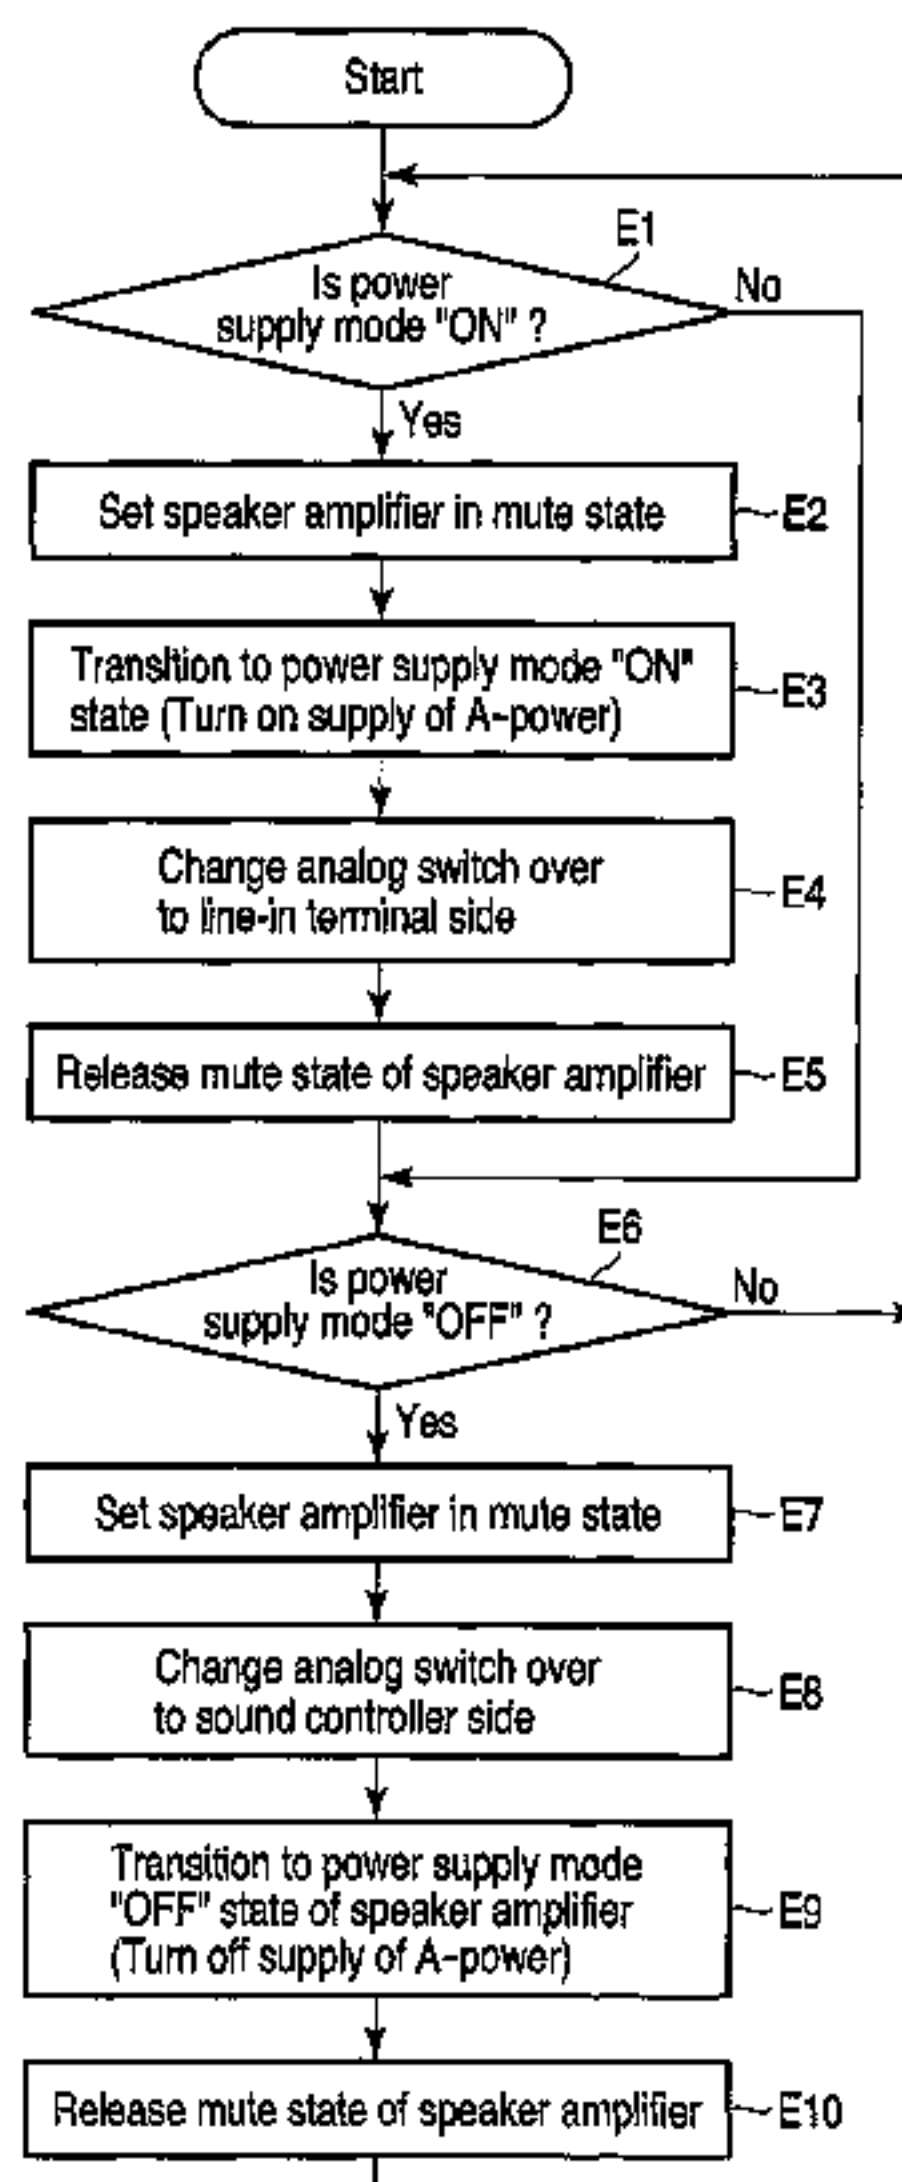 Start
E1
Is power
supply mode "ON" ?
No
Yes
Set speaker amplifier in mute state
E2
Transition to power supply mode "ON"
state (Turn on supply of A-power)
E3
Change analog switch over
to line-in terminal side
E4
Release mute state of speaker amplifier
E5
E6
Is power
supply mode "OFF" ?
No
Yes
Set speaker amplifier in mute state
E7
Change analog switch over
to sound controller side
E8
Transition to power supply mode
"OFF" state of speaker amplifier
(Turn off supply of A-power)
E9
Release mute state of speaker amplifier
E10